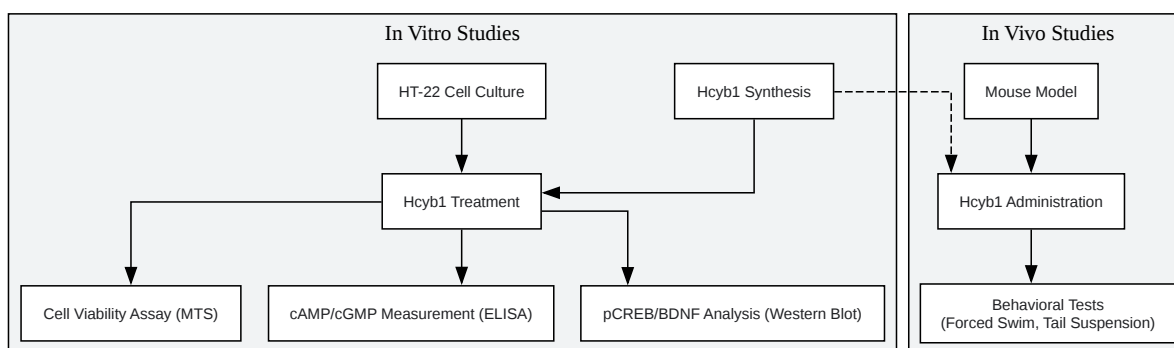 In Vitro Studies
In Vivo Studies
HT-22 Cell Culture
Hcyb1 Synthesis
Mouse Model
Hcyb1 Treatment
Hcyb1 Administration
Cell Viability Assay (MTS)
cAMP/cGMP Measurement (ELISA)
pCREB/BDNF Analysis (Western Blot)
Behavioral Tests
(Forced Swim, Tail Suspension)